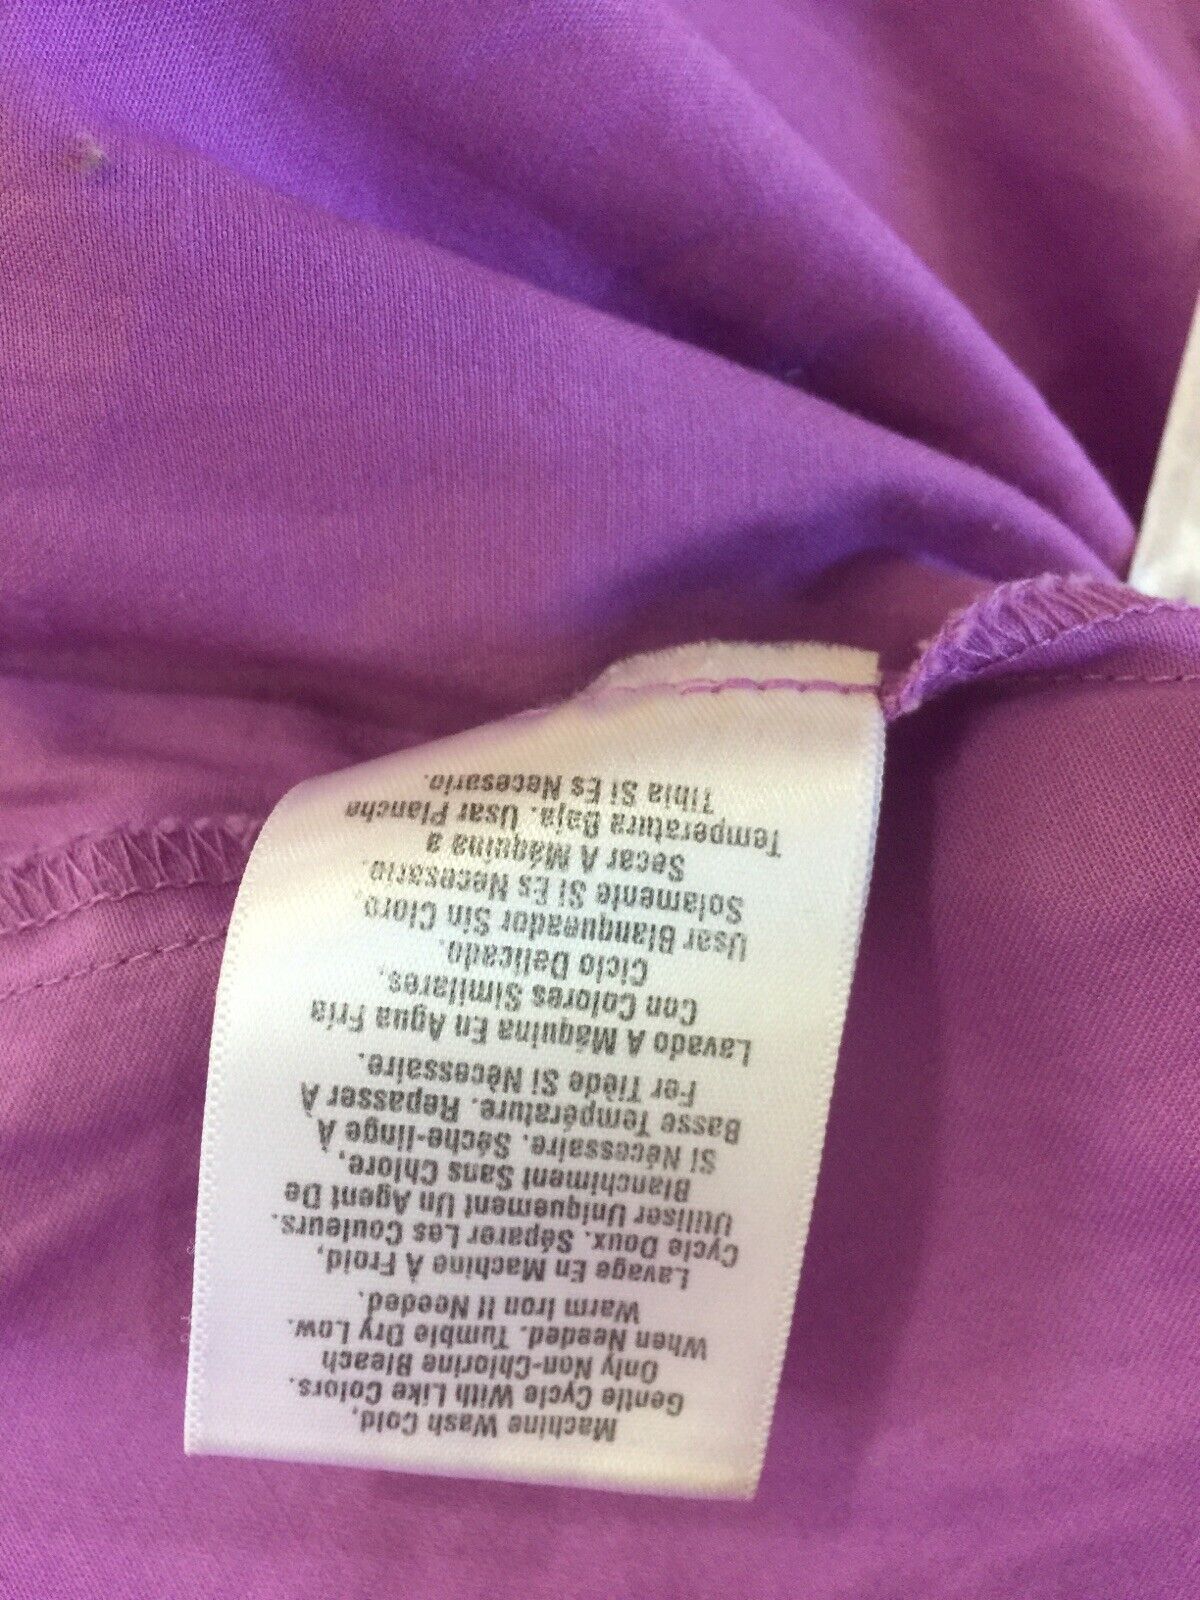 Machine Wash Cold,
Gentle Cycle With Like Colors.
Only Non-Chlorine Bleach
When Needed. Tumble Dry Low.
Warm Iron If Needed.
Lavage En Machine À Froid,
Cycle Doux. Séparer Les Couleurs.
Utiliser Uniquement Un Agent De
Blanchiment Sans Chlore,
Si Nécessaire. Séche-linge À
Basse Température. Repasser À
Fer Tiède Si Nècessaire.
Lavado A Máquina En Agua Fría
Con Colores Similares,
Ciclo Delicado.
Usar Blanqueador Sin Cloro,
Solamente Si Es Necesario.
Secar A Máquina a
Temperatura Baja. Usar Plancha
Tibia Si Es Necesario.